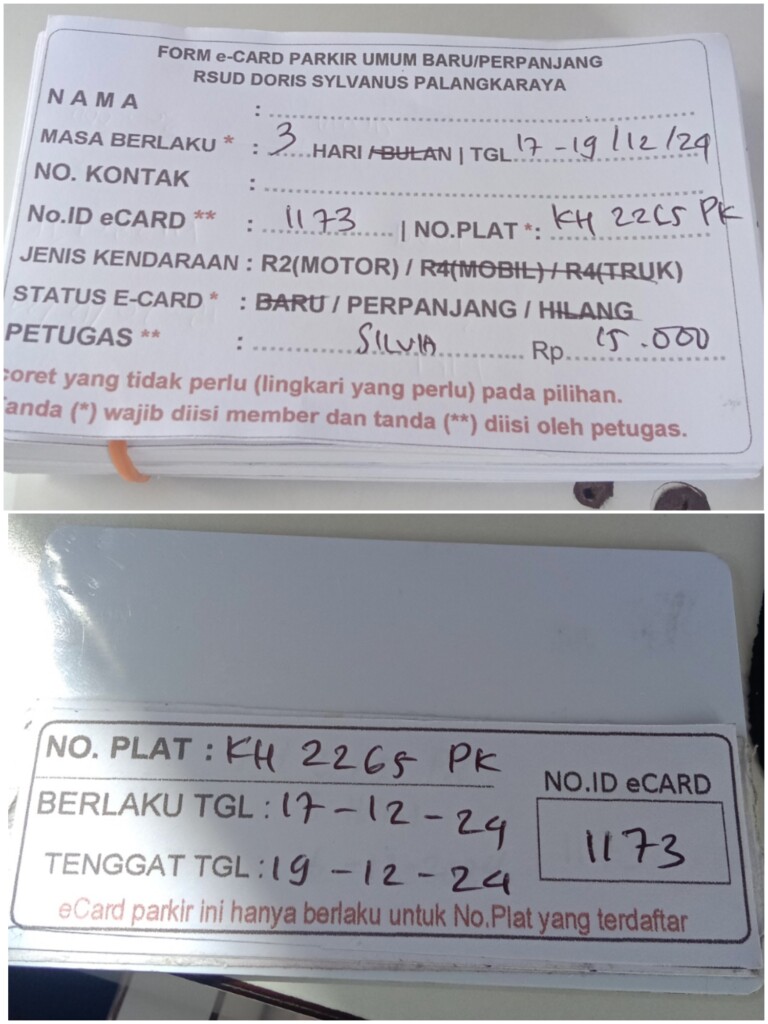 FORM e-CARD PARKIR UMUM BARU/PERPANJANG
RSUD DORIS SYLVANUS PALANGKARAYA
NAMA :
MASA BERLAKU * : 3 HARI /BULAN | TGL. 17-19/12/24
NO. KONTAK :
No.ID eCARD ** : 1173 | NO.PLAT *: KH 2265 PK
JENIS KENDARAAN : R2(MOTOR) / R4(MOBIL) / R4(TRUK)
STATUS E-CARD * : BARU / PERPANJANG / HILANG
PETUGAS ** : SILVIA Rp. 15.000
coret yang tidak perlu (lingkari yang perlu) pada pilihan.
Tanda (*) wajib diisi member dan tanda (**) diisi oleh petugas.
NO. PLAT : KH 2265 PK
NO.ID eCARD
BERLAKU TGL : 17-12-24
1173
TENGGAT TGL : 19-12-24
eCard parkir ini hanya berlaku untuk No.Plat yang terdaftar